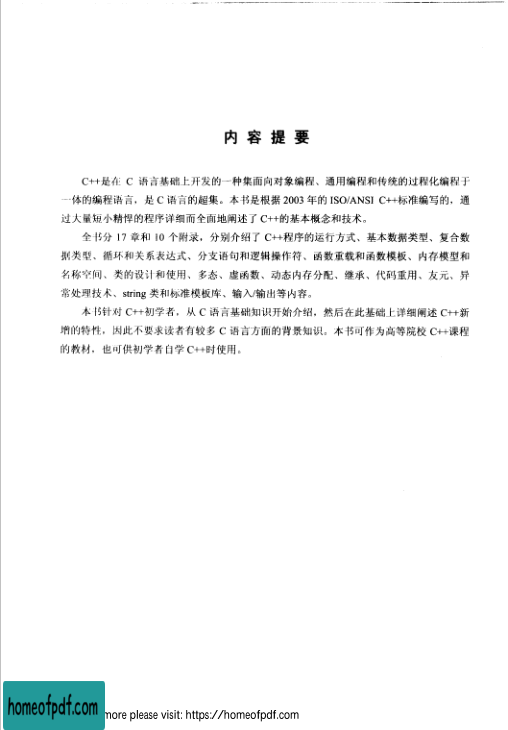 内 容 提 要
C++是在 C 语言基础上开发的一种集面向对象编程、通用编程和传统的过程化编程于
一体的编程语言，是 C 语言的超集。本书是根据 2003 年的 ISO/ANSI C++标准编写的，通
过大量短小精悍的程序详细而全面地阐述了 C++的基本概念和技术。
全书分 17 章和 10 个附录，分别介绍了 C++程序的运行方式、基本数据类型、复合数
据类型、循环和关系表达式、分支语句和逻辑操作符、函数重载和函数模板、内存模型和
名称空间、类的设计和使用、多态、虚函数、动态内存分配、继承、代码重用、友元、异
常处理技术、string 类和标准模板库、输入/输出等内容。
本书针对 C++初学者，从 C 语言基础知识开始介绍，然后在此基础上详细阐述 C++新
增的特性，因此不要求读者有较多 C 语言方面的背景知识。本书可作为高等院校 C++课程
的教材，也可供初学者自学 C++时使用。
homeofpdf.com
more please visit: https://homeofpdf.com